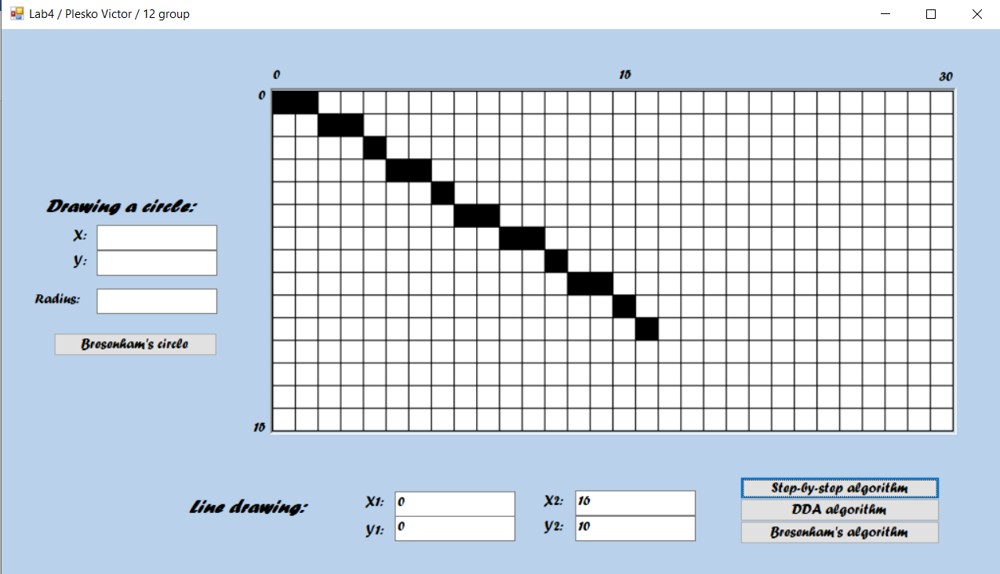 Lab4 / Plesko Victor / 12 group
0 15 30
0
Drawing a circle:
X:
Y:
Radius:
Bresenham's circle
15
Line drawing:
X1: 0
Y1: 0
X2: 16
Y2: 10
Step-by-step algorithm
DDA algorithm
Bresenham's algorithm